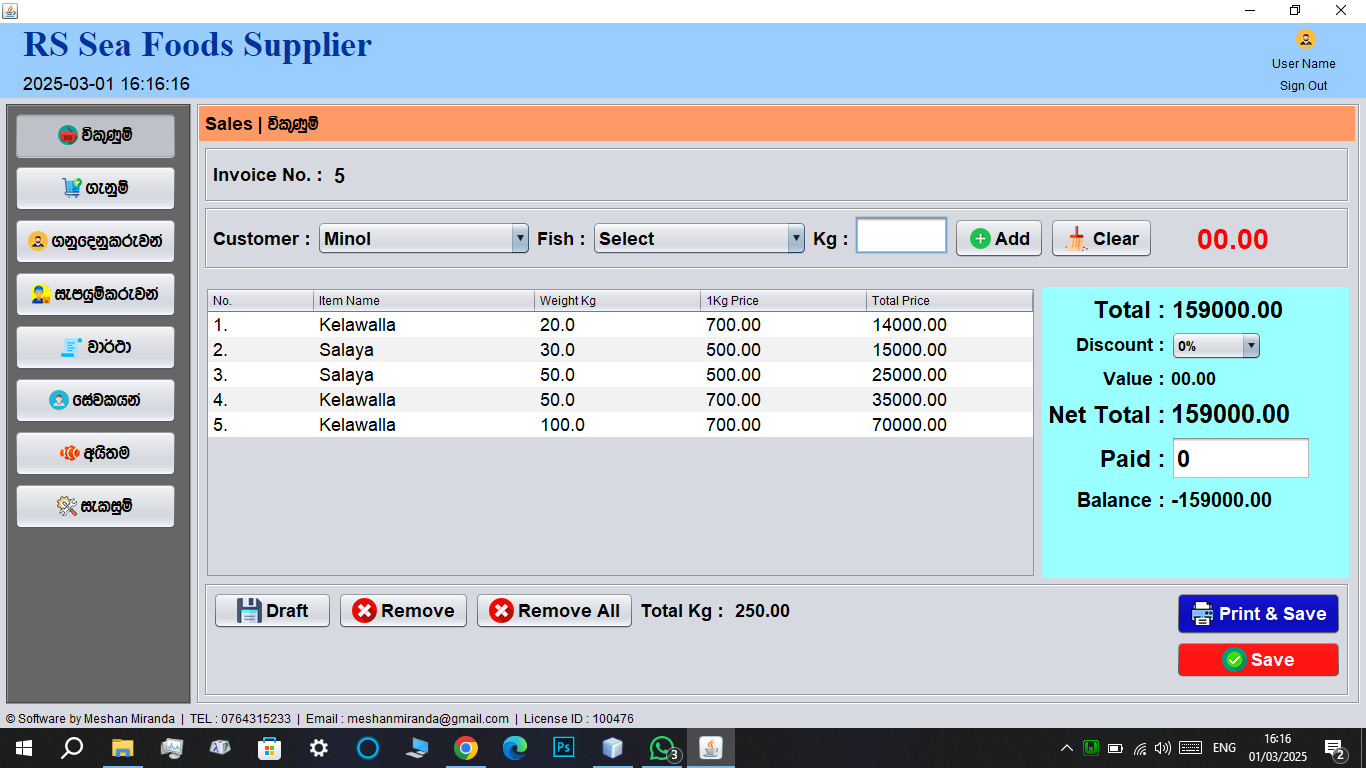 RS Sea Foods Supplier
2025-03-01 16:16:16
User Name
Sign Out
විකුණුම්
ගැනුම්
ගනුදෙනුකරුවන්
සැපයුම්කරුවන්
වාර්ථා
සේවකයන්
අයිතම
සැකසුම්
Sales | විකුණුම්
Invoice No. : 5
Customer : Minol Fish : Select Kg : Add Clear 00.00
No. Item Name Weight Kg 1Kg Price Total Price
1. Kelawalla 20.0 700.00 14000.00
2. Salaya 30.0 500.00 15000.00
3. Salaya 50.0 500.00 25000.00
4. Kelawalla 50.0 700.00 35000.00
5. Kelawalla 100.0 700.00 70000.00
Total : 159000.00
Discount : 0%
Value : 00.00
Net Total : 159000.00
Paid : 0
Balance : -159000.00
Draft Remove Remove All Total Kg : 250.00
Print & Save
Save
© Software by Meshan Miranda | TEL : 0764315233 | Email : meshanmiranda@gmail.com | License ID : 100476
Ps
3
ENG
16:16
01/03/2025
2